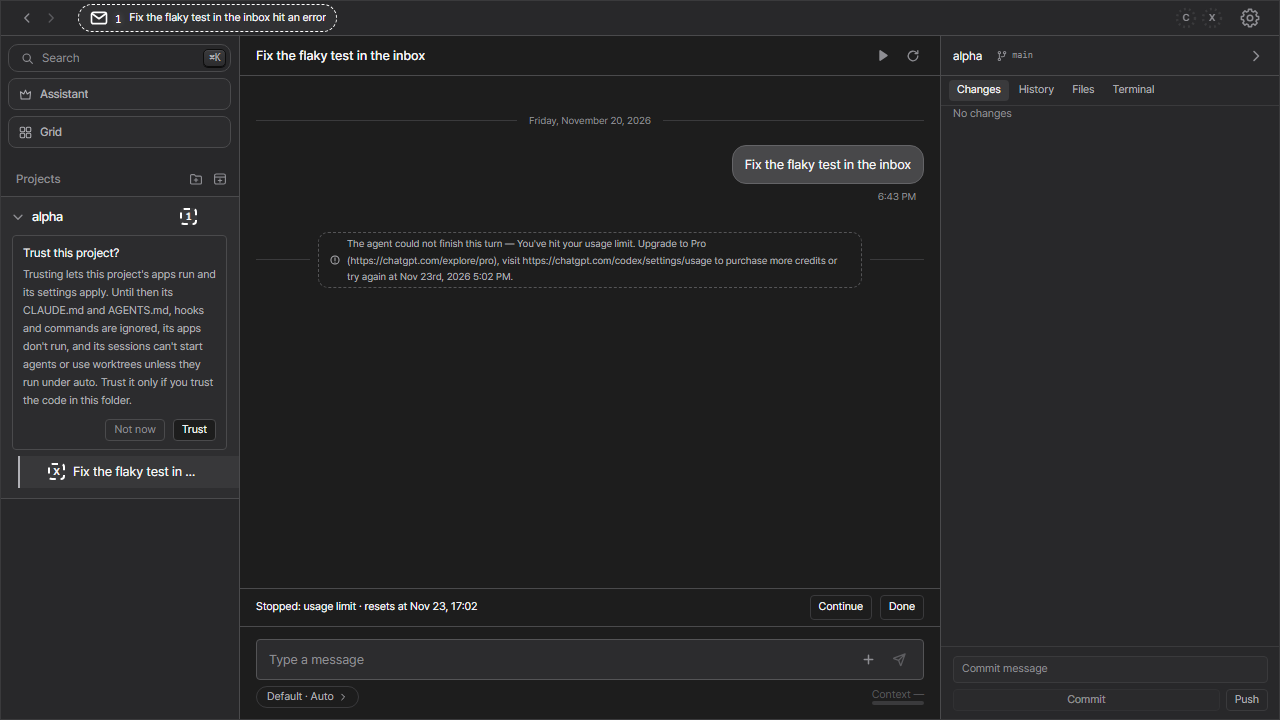 1 Fix the flaky test in the inbox hit an error
C X
Search ⌘K
Assistant
Grid
Projects
alpha 1
Trust this project?
Trusting lets this project's apps run and
its settings apply. Until then its
CLAUDE.md and AGENTS.md, hooks
and commands are ignored, its apps
don't run, and its sessions can't start
agents or use worktrees unless they
run under auto. Trust it only if you trust
the code in this folder.
Not now Trust
X Fix the flaky test in ...
Fix the flaky test in the inbox
Friday, November 20, 2026
Fix the flaky test in the inbox
6:43 PM
The agent could not finish this turn — You've hit your usage limit. Upgrade to Pro
(https://chatgpt.com/explore/pro), visit https://chatgpt.com/codex/settings/usage to purchase more credits or
try again at Nov 23rd, 2026 5:02 PM.
Stopped: usage limit · resets at Nov 23, 17:02
Continue Done
Type a message
Default · Auto
Context —
alpha main
Changes History Files Terminal
No changes
Commit message
Commit Push